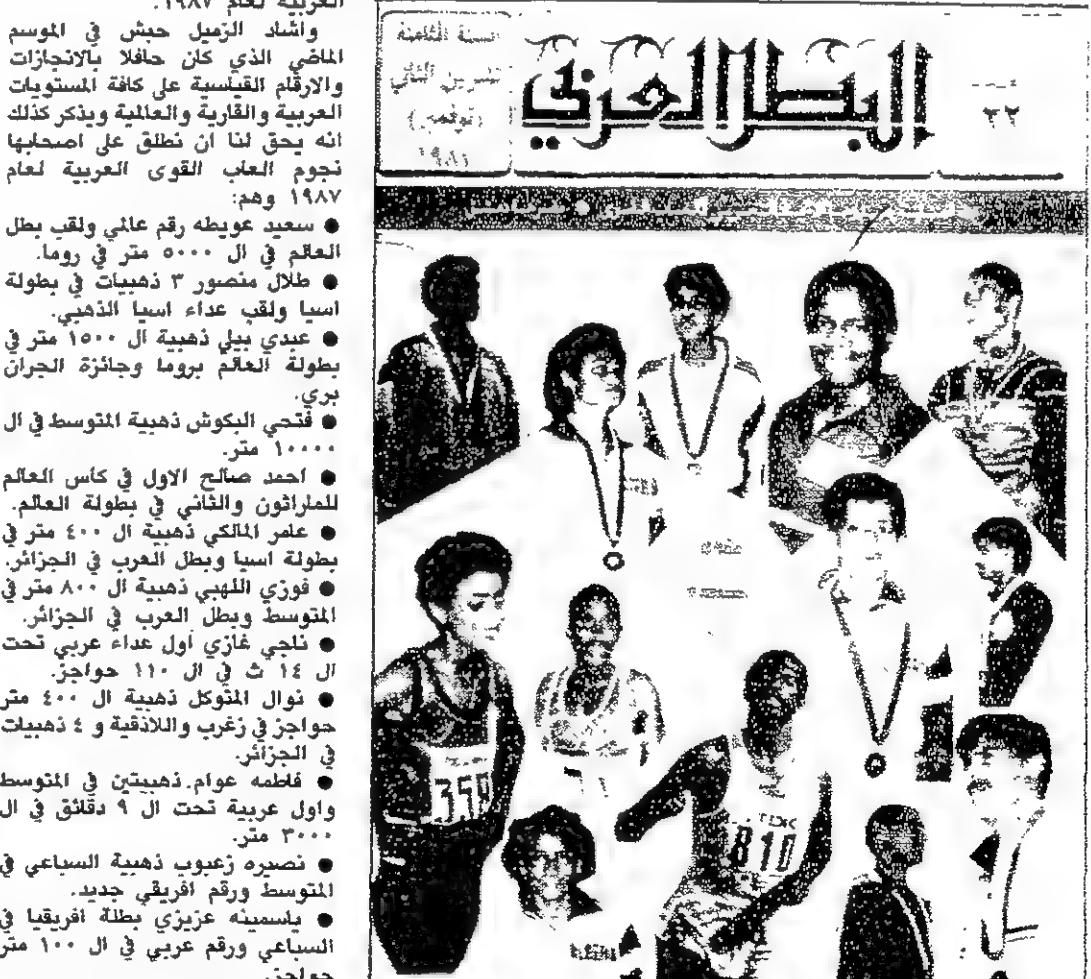 العربية لعام ١٩٨٧.
واشاد الزميل حبش في الموسم
الماضي الذي كان حافلا بالانجازات
والارقام القياسية على كافة المستويات
العربية والقارية والعالمية ويذكر كذلك
انه يحق لنا ان نطلق على اصحابها
نجوم العاب القوى العربية لعام
١٩٨٧ وهم:
● سعيد عويطه رقم عالمي ولقب بطل
العالم في ال ٥٠٠٠ متر في روما.
● طلال منصور ٣ ذهبيات في بطولة
اسيا ولقب عداء اسيا الذهبي.
● عبدي بيلي ذهبية ال ١٥٠٠ متر في
بطولة العالم بروما وجائزة الجران
بري.
● فتحي البكوش ذهبية المتوسط في ال
١٠٠٠٠ متر.
● احمد صالح الاول في كأس العالم
للماراثون والثاني في بطولة العالم.
● عامر المالكي ذهبية ال ٤٠٠ متر في
بطولة اسيا وبطل العرب في الجزائر.
● فوزي اللهبي ذهبية ال ٨٠٠ متر في
المتوسط وبطل العرب في الجزائر.
● ناجي غازي أول عداء عربي تحت
ال ١٤ ث في ال ١١٠ حواجز.
● نوال المتوكل ذهبية ال ٤٠٠ متر
حواجز في زغرب واللاذقية و ٤ ذهبيات
في الجزائر.
● فاطمه عوام ذهبيتين في المتوسط
واول عربية تحت ال ٩ دقائق في ال
٣٠٠٠ متر.
● نصيره زعبوب ذهبية السباعي في
المتوسط ورقم افريقي جديد.
● ياسمينه عزيزي بطلة افريقيا في
السباعي ورقم عربي في ال ١٠٠ متر
حواجز.
السنة الثامنة
تشرين الثاني
(نوفمبر)
البطل العربي
٣٢
359
TDK
810